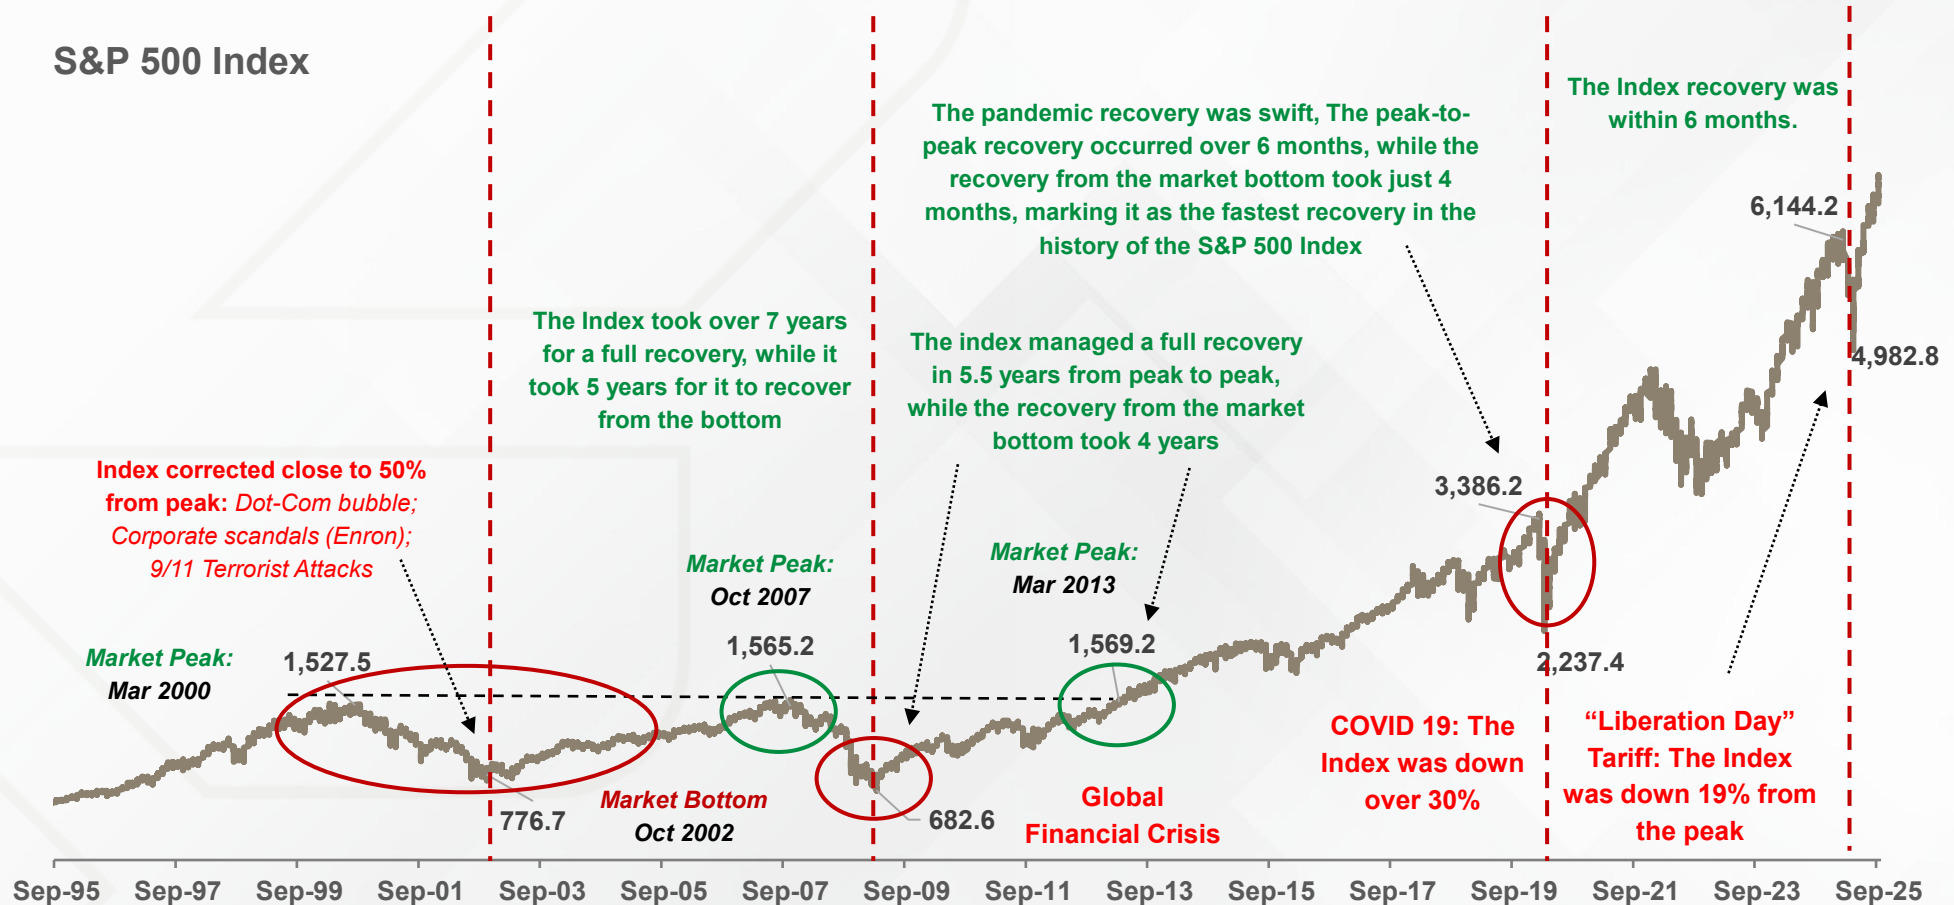 S&P 500 Index
The Index recovery was
within 6 months.
The pandemic recovery was swift, The peak-to-
peak recovery occurred over 6 months, while the
recovery from the market bottom took just 4
months, marking it as the fastest recovery in the
history of the S&P 500 Index
6,144.2
4,982.8
The Index took over 7 years
for a full recovery, while it
took 5 years for it to recover
from the bottom
The index managed a full recovery
in 5.5 years from peak to peak,
while the recovery from the market
bottom took 4 years
Index corrected close to 50%
from peak: Dot-Com bubble;
Corporate scandals (Enron);
9/11 Terrorist Attacks
3,386.2
Market Peak:
Oct 2007
1,565.2
Market Peak:
Mar 2013
1,569.2
Market Peak:
Mar 2000
1,527.5
2,237.4
776.7
Market Bottom
Oct 2002
682.6
Global
Financial Crisis
COVID 19: The
Index was down
over 30%
“Liberation Day”
Tariff: The Index
was down 19% from
the peak
Sep-95 Sep-97 Sep-99 Sep-01 Sep-03 Sep-05 Sep-07 Sep-09 Sep-11 Sep-13 Sep-15 Sep-17 Sep-19 Sep-21 Sep-23 Sep-25